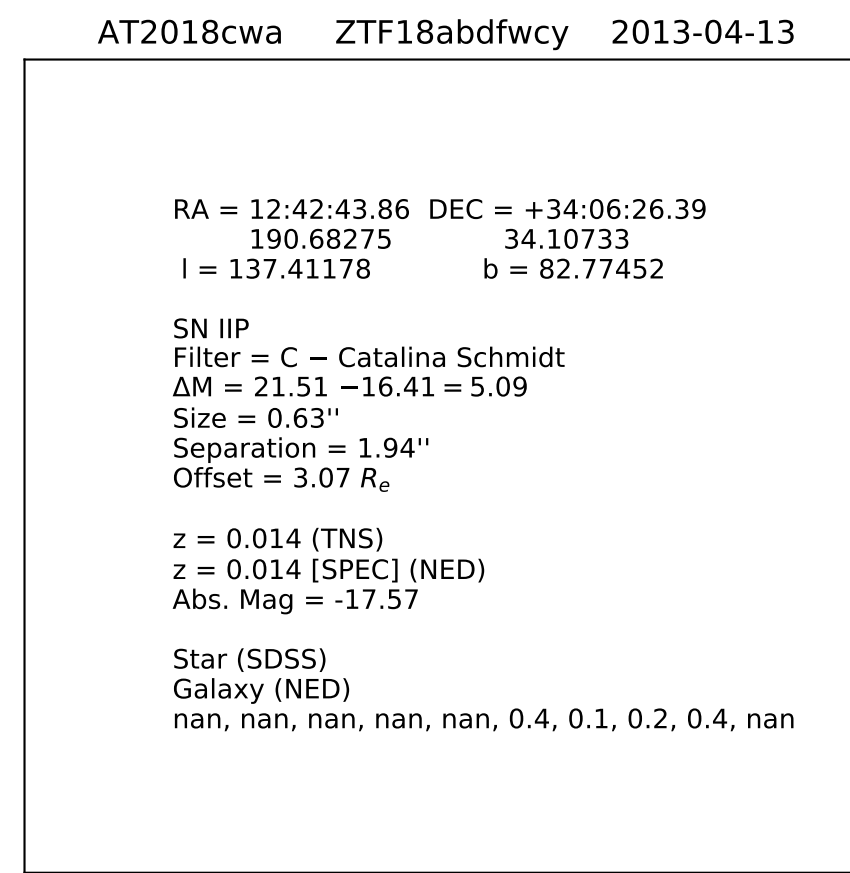 AT2018cwa ZTF18abdfwcy 2013-04-13
RA = 12:42:43.86 DEC = +34:06:26.39
190.68275 34.10733
l = 137.41178 b = 82.77452
SN IIP
Filter = C − Catalina Schmidt
ΔM = 21.51 −16.41 = 5.09
Size = 0.63''
Separation = 1.94''
Offset = 3.07 Re
z = 0.014 (TNS)
z = 0.014 [SPEC] (NED)
Abs. Mag = -17.57
Star (SDSS)
Galaxy (NED)
nan, nan, nan, nan, nan, 0.4, 0.1, 0.2, 0.4, nan